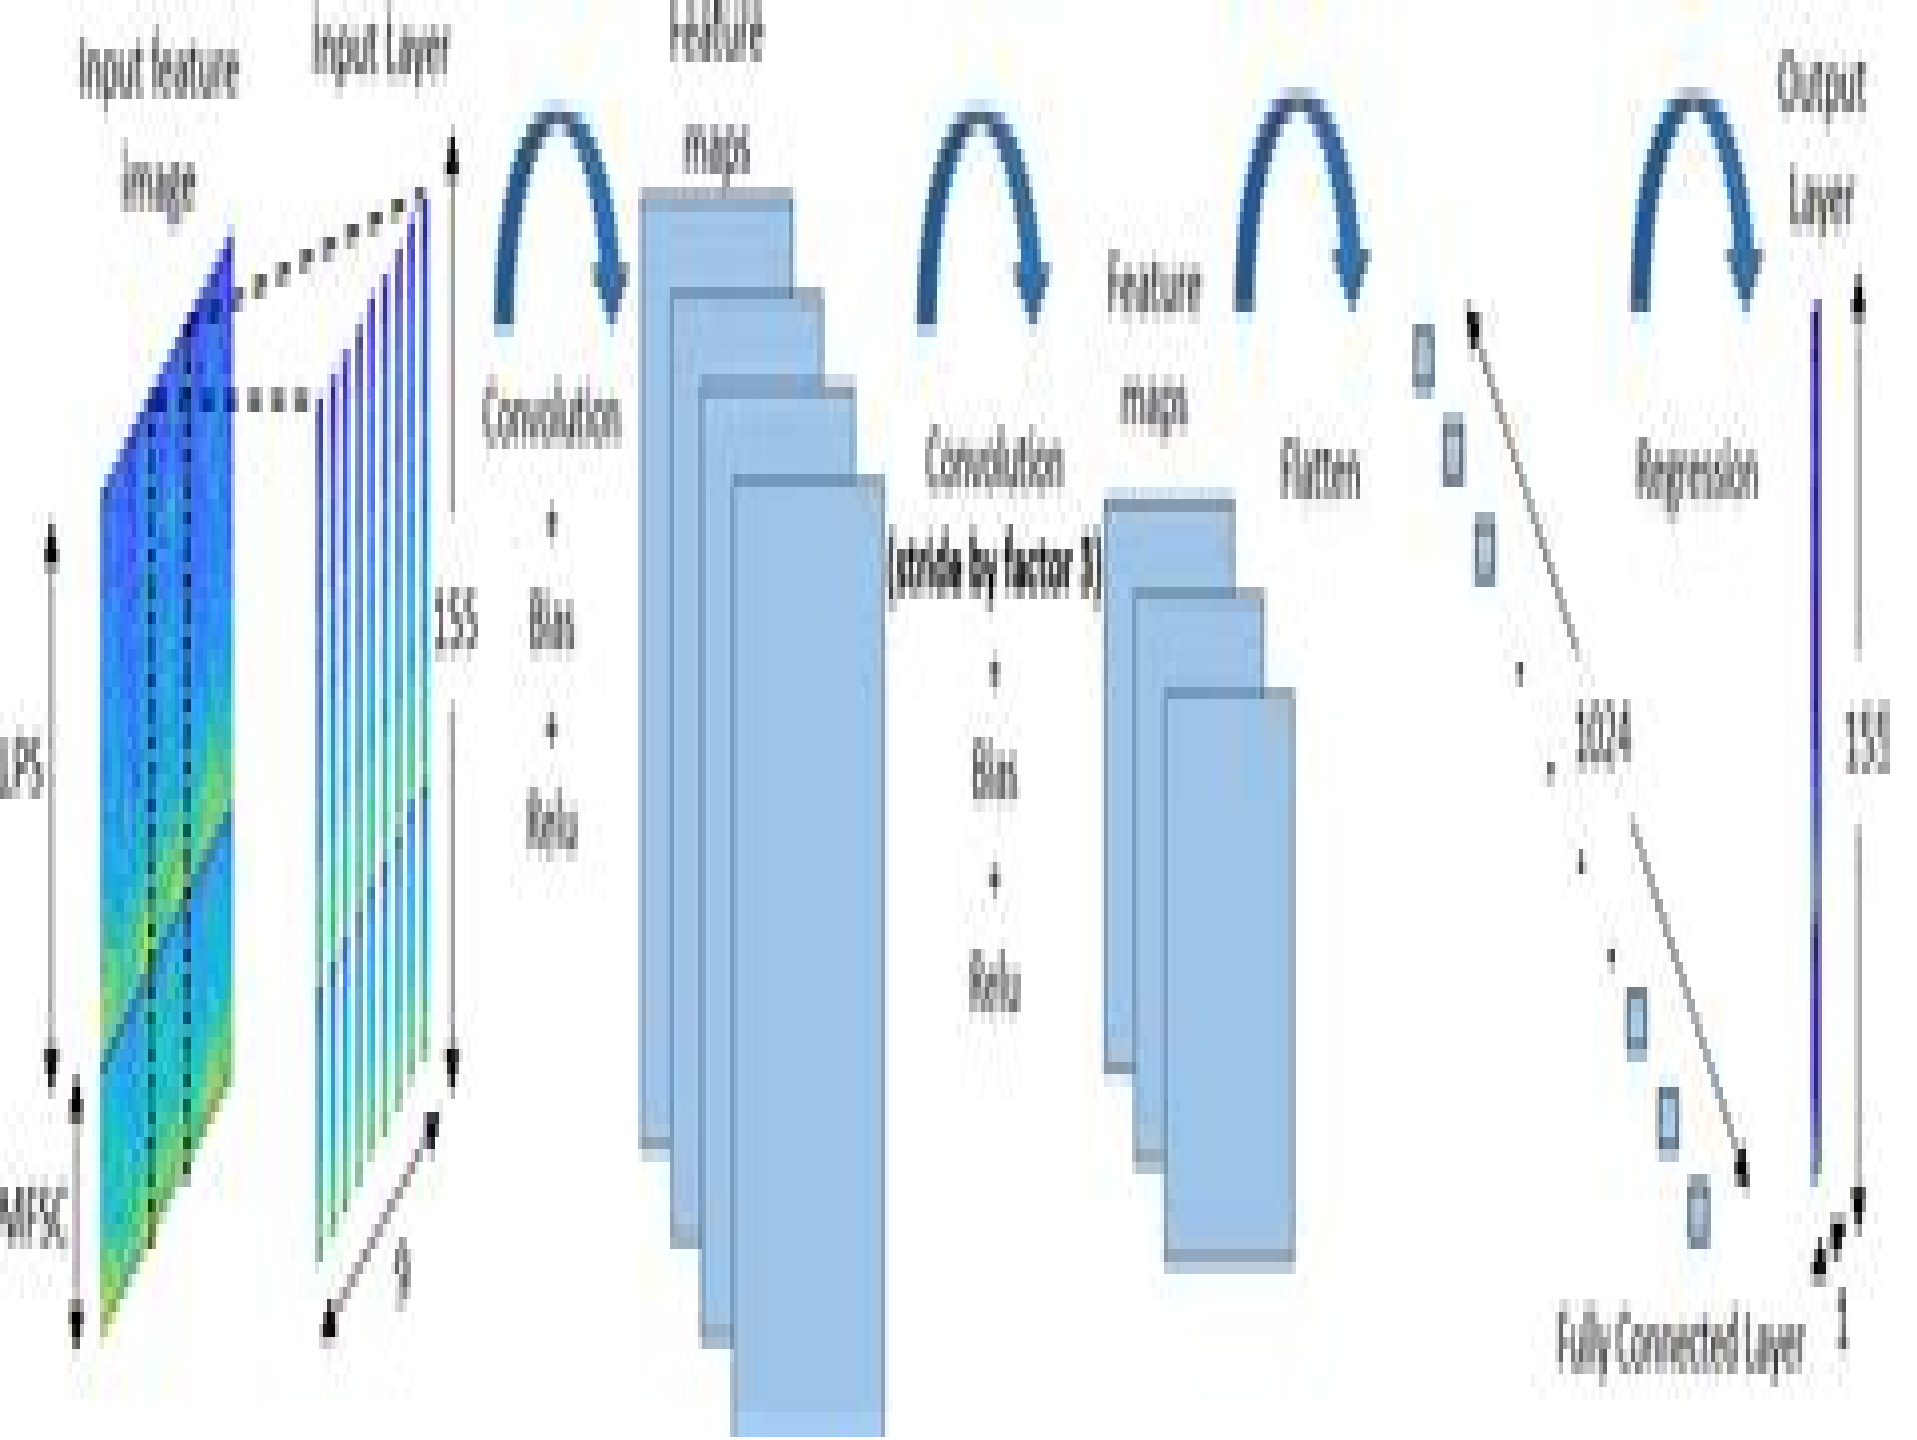 Input feature
image
Input Layer
Feature
maps
Convolution
+
Bias
+
Relu
155
9
LPS
MFSC
Convolution
(stride by factor 3)
+
Bias
+
Relu
Feature
maps
Flatten
1024
Fully Connected Layer
Regression
Output
Layer
155
1